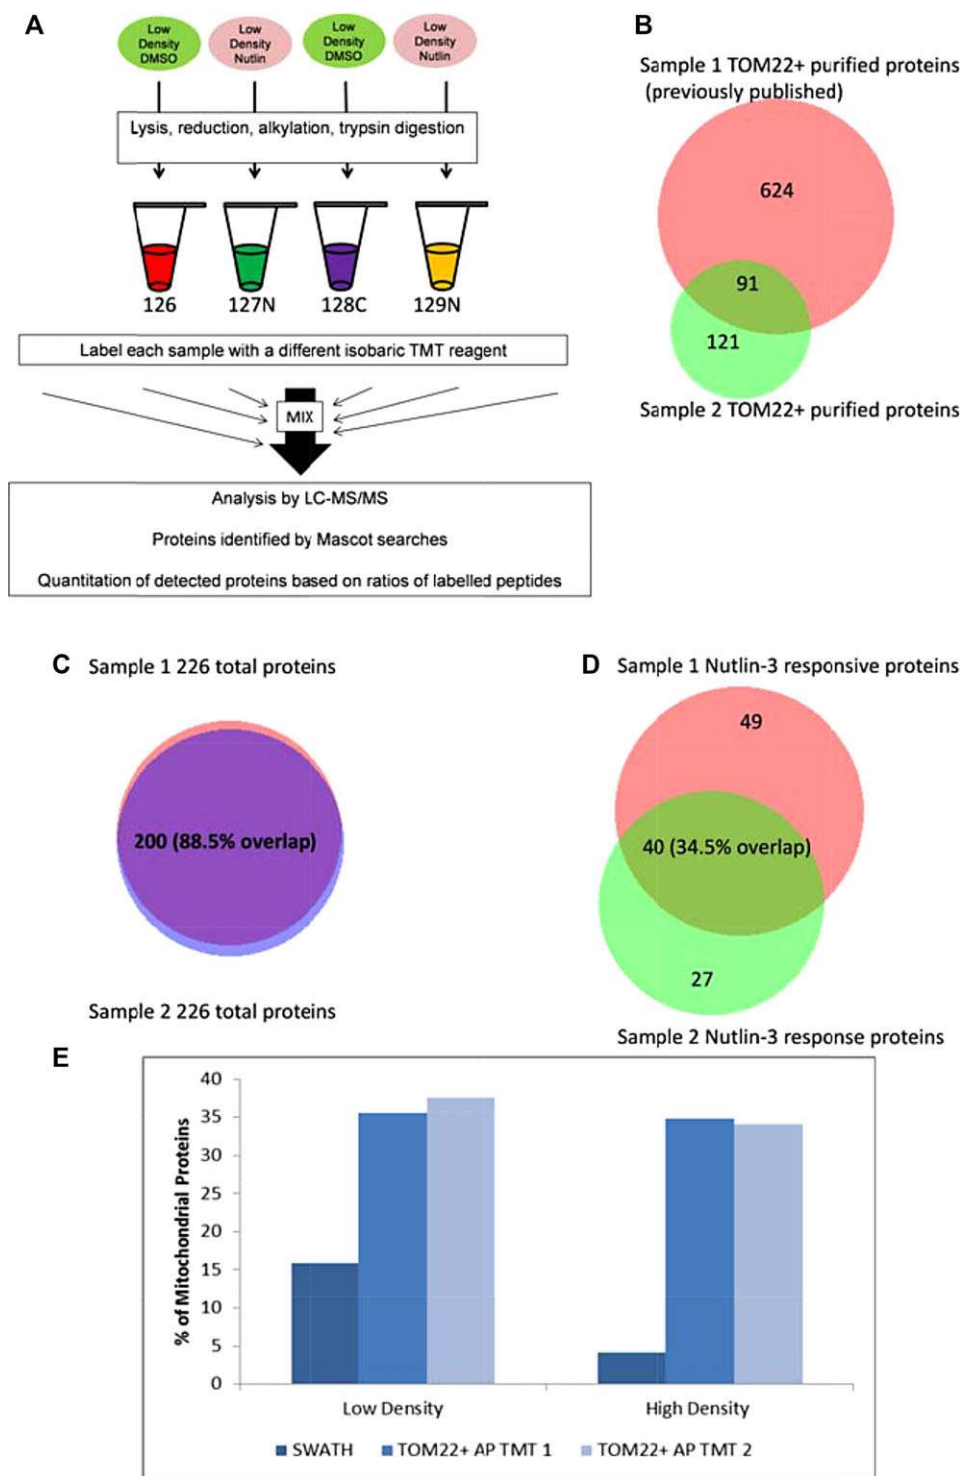 A
Low
Density
DMSO
Low
Density
Nutlin
Low
Density
DMSO
Low
Density
Nutlin
Lysis, reduction, alkylation, trypsin digestion
126
127N
128C
129N
Label each sample with a different isobaric TMT reagent
MIX
Analysis by LC-MS/MS
Proteins identified by Mascot searches
Quantitation of detected proteins based on ratios of labelled peptides
B
Sample 1 TOM22+ purified proteins
(previously published)
624
91
121
Sample 2 TOM22+ purified proteins
C
Sample 1 226 total proteins
200 (88.5% overlap)
Sample 2 226 total proteins
D
Sample 1 Nutlin-3 responsive proteins
49
40 (34.5% overlap)
27
Sample 2 Nutlin-3 response proteins
E
% of Mitochondrial Proteins
40
35
30
25
20
15
10
5
0
Low Density
High Density
SWATH
TOM22+ AP TMT 1
TOM22+ AP TMT 2